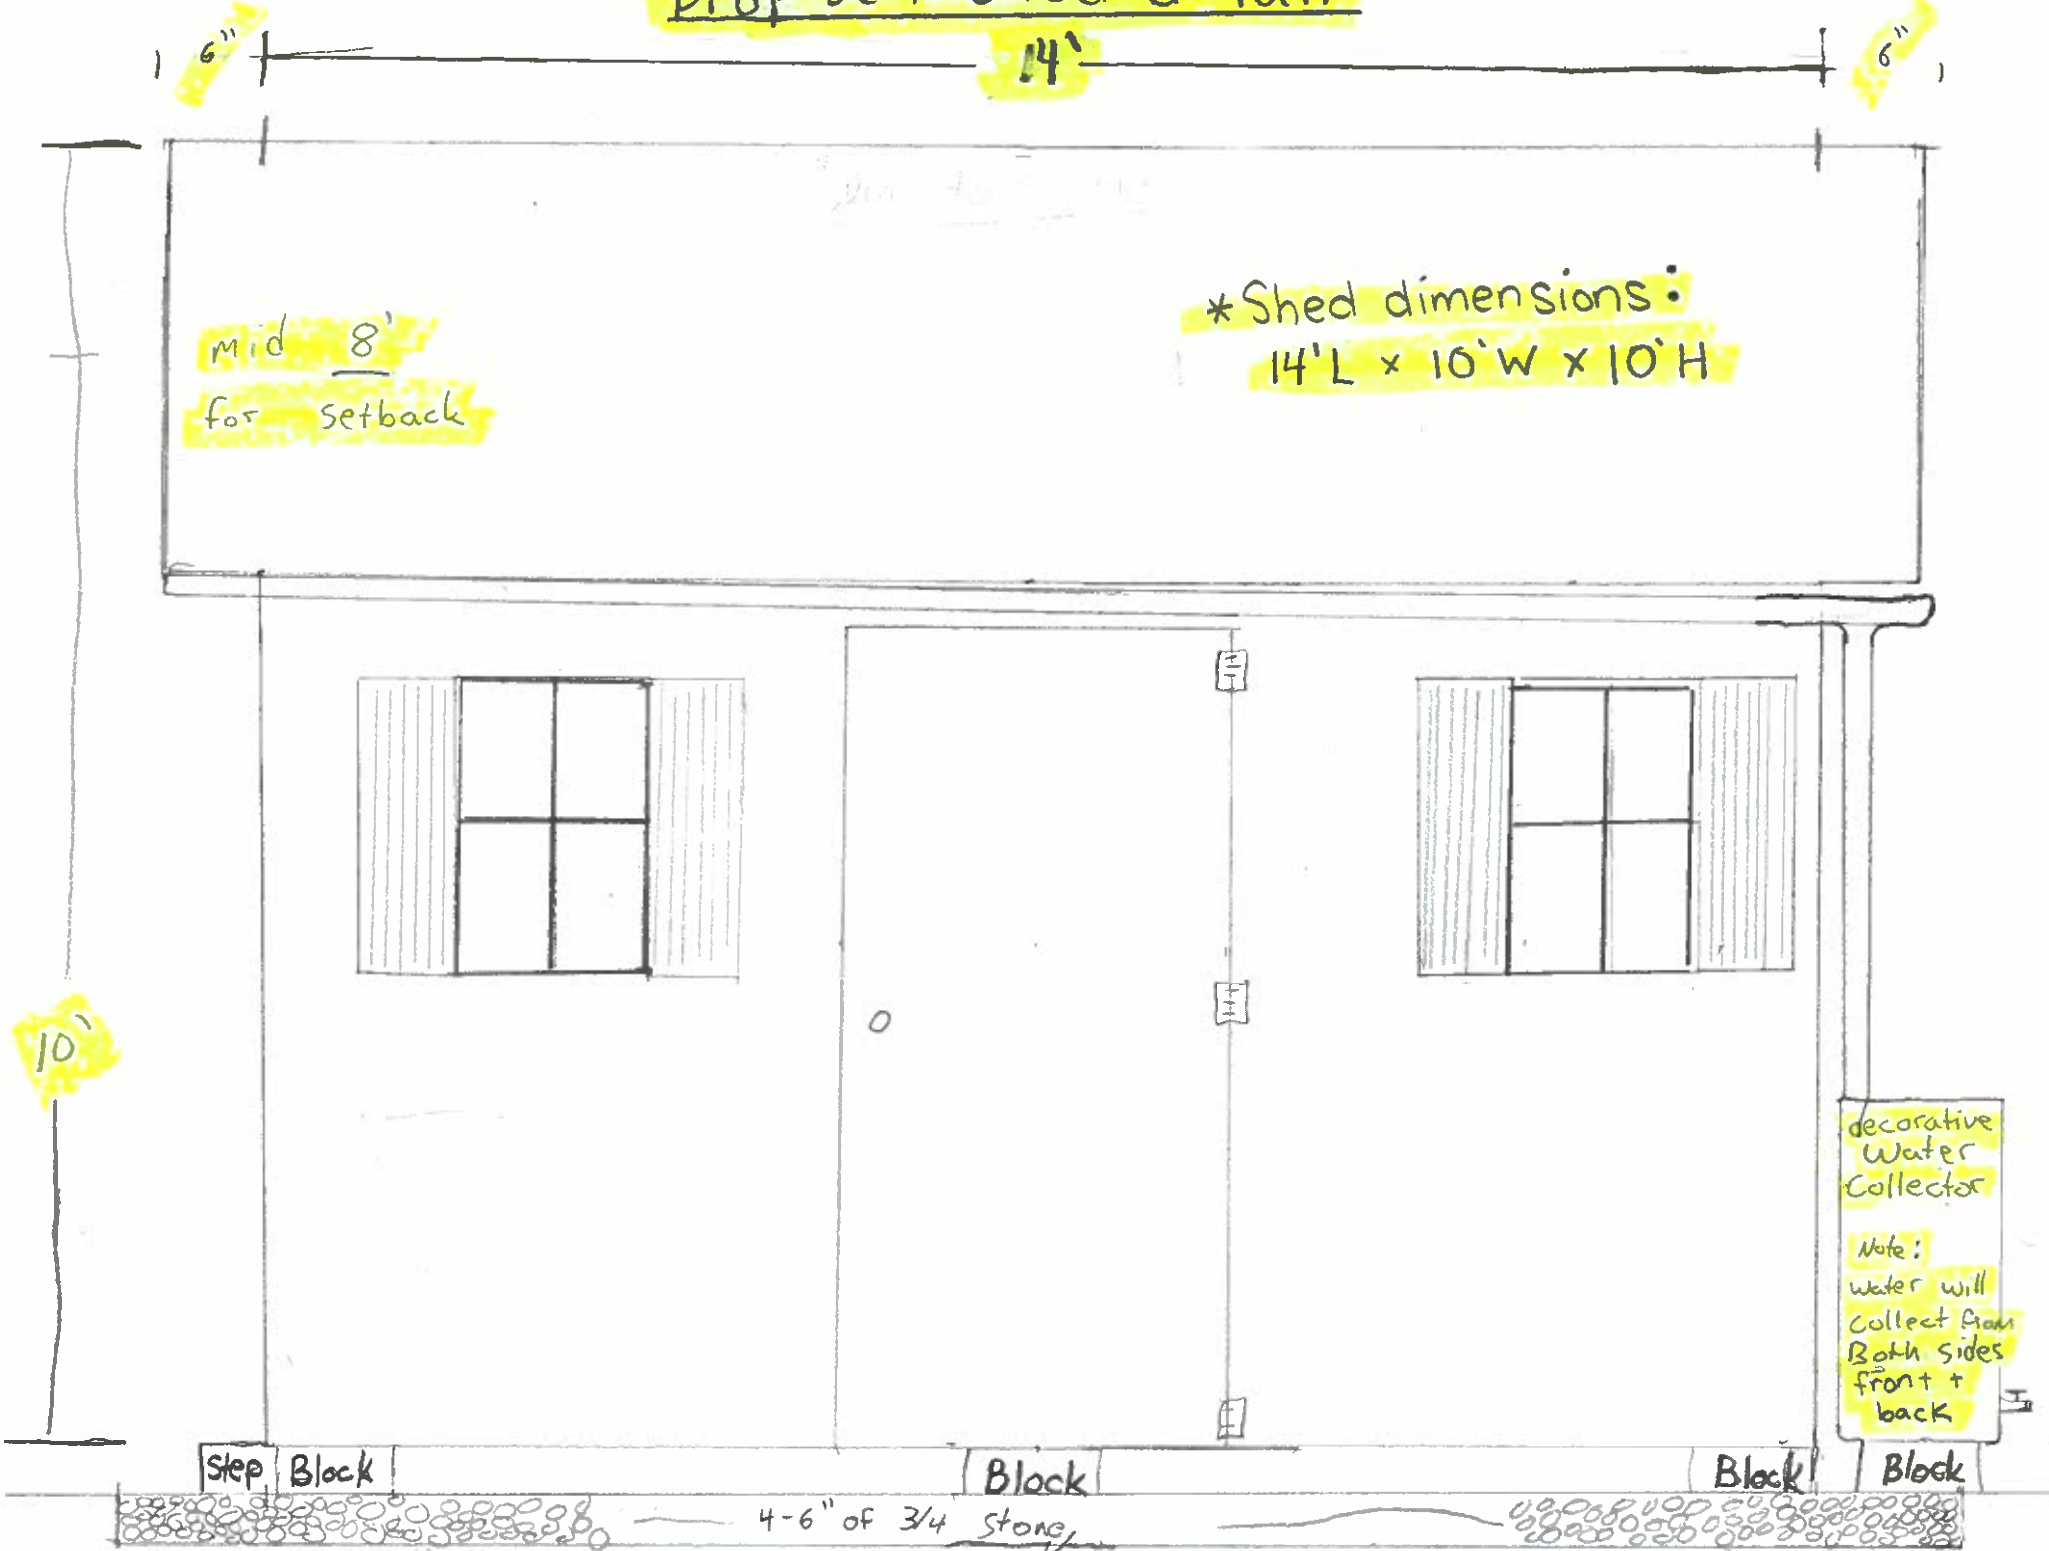 6" 14' 6"
*Shed dimensions:
14'L x 10'W x 10'H
mid 8'
for setback
10'
decorative
Water
Collector
Note:
water will
collect from
Both sides
front +
back
Step Block Block Block Block
4-6" of 3/4 stone